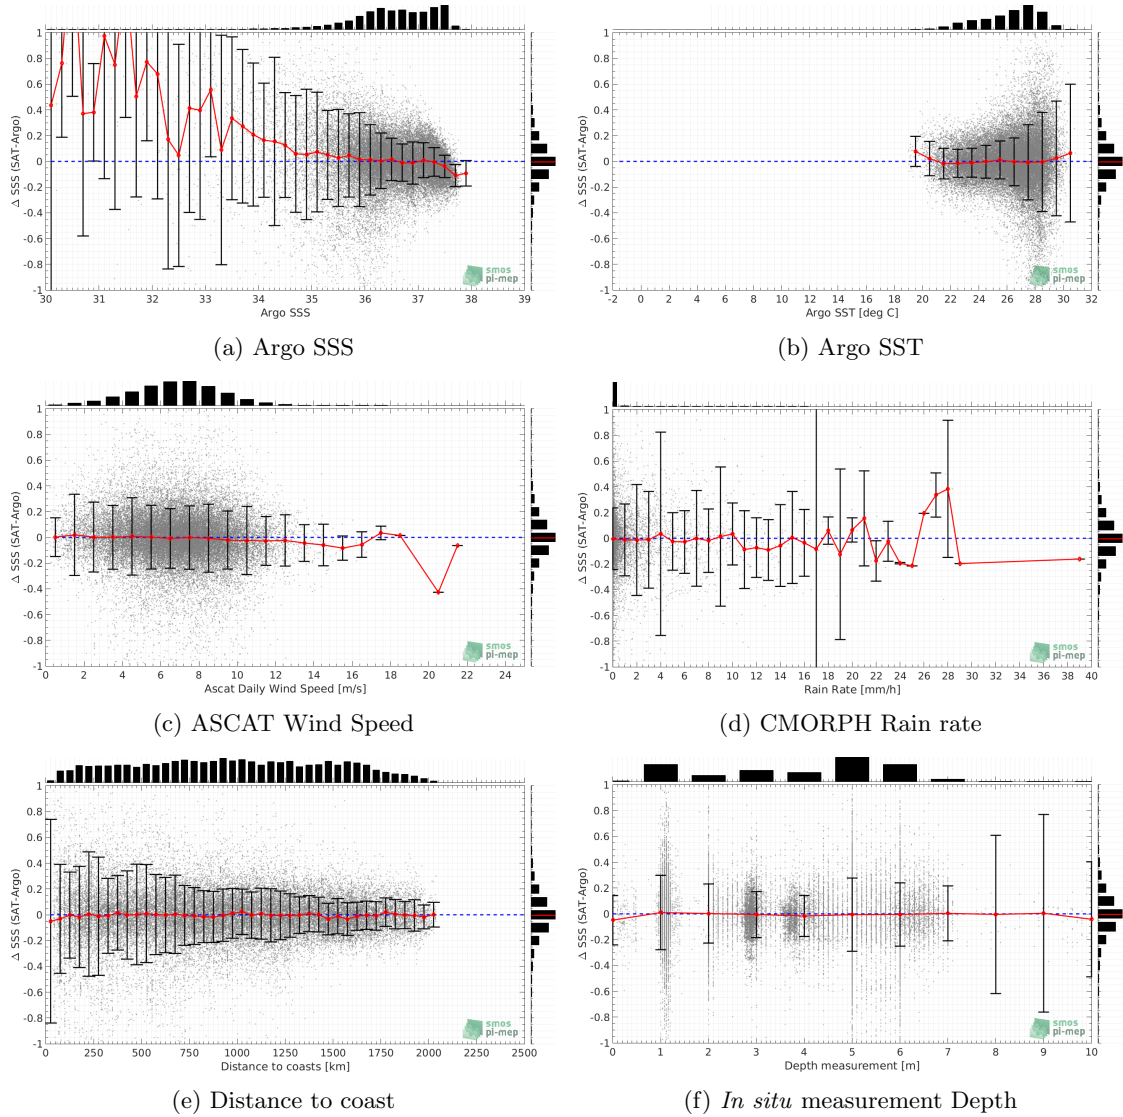 Δ SSS (SAT-Argo)
1
0.8
0.6
0.4
0.2
0
-0.2
-0.4
-0.6
-0.8
-1
30 31 32 33 34 35 36 37 38 39
Argo SSS
smos
pi-mep
(a) Argo SSS
Δ SSS (SAT-Argo)
1
0.8
0.6
0.4
0.2
0
-0.2
-0.4
-0.6
-0.8
-1
-2 0 2 4 6 8 10 12 14 16 18 20 22 24 26 28 30 32
Argo SST [deg C]
smos
pi-mep
(b) Argo SST
Δ SSS (SAT-Argo)
1
0.8
0.6
0.4
0.2
0
-0.2
-0.4
-0.6
-0.8
-1
0 2 4 6 8 10 12 14 16 18 20 22 24
Ascat Daily Wind Speed [m/s]
smos
pi-mep
(c) ASCAT Wind Speed
Δ SSS (SAT-Argo)
1
0.8
0.6
0.4
0.2
0
-0.2
-0.4
-0.6
-0.8
-1
0 2 4 6 8 10 12 14 16 18 20 22 24 26 28 30 32 34 36 38 40
Rain Rate [mm/h]
smos
pi-mep
(d) CMORPH Rain rate
Δ SSS (SAT-Argo)
1
0.8
0.6
0.4
0.2
0
-0.2
-0.4
-0.6
-0.8
-1
0 250 500 750 1000 1250 1500 1750 2000 2250 2500
Distance to coasts [km]
smos
pi-mep
(e) Distance to coast
Δ SSS (SAT-Argo)
1
0.8
0.6
0.4
0.2
0
-0.2
-0.4
-0.6
-0.8
-1
0 1 2 3 4 5 6 7 8 9 10
Depth measurement [m]
smos
pi-mep
(f) In situ measurement Depth